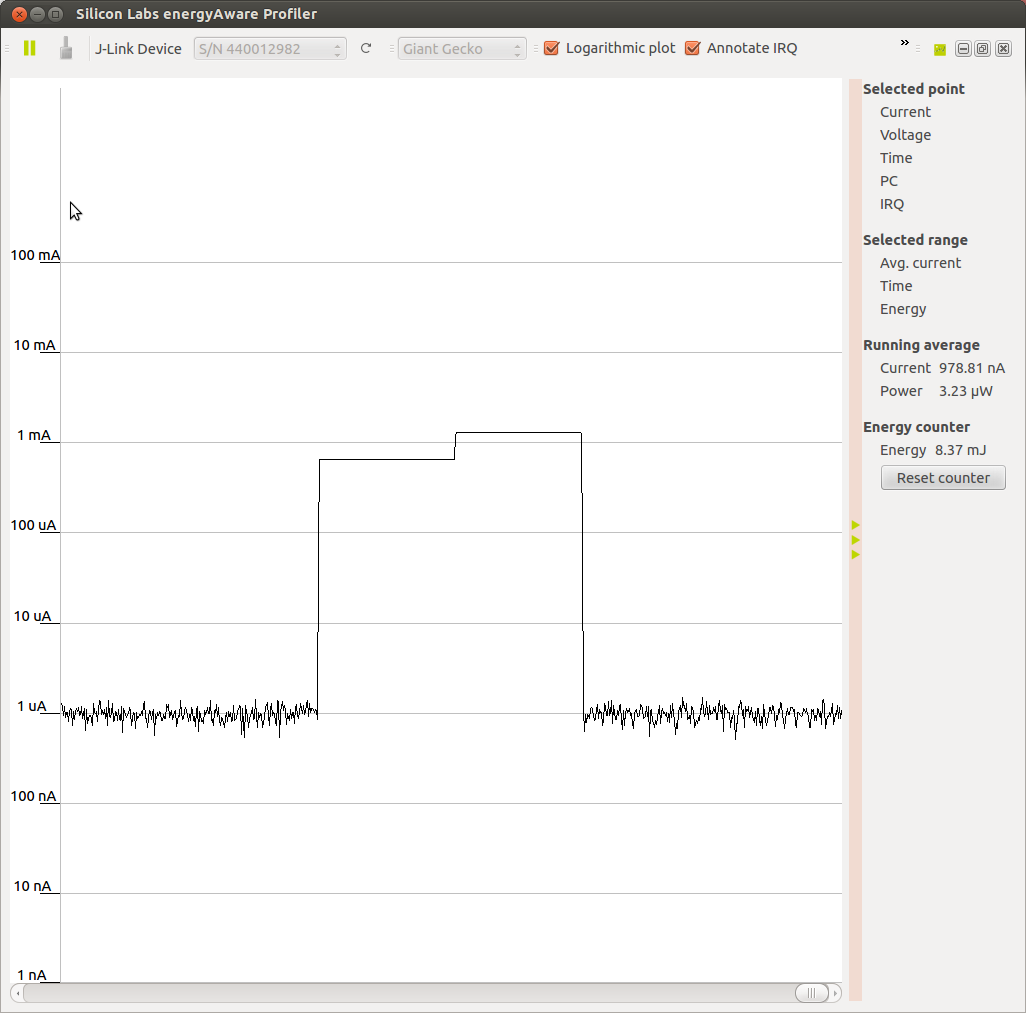 Silicon Labs energyAware Profiler
J-Link Device S/N 440012982 Giant Gecko Logarithmic plot Annotate IRQ »
100 mA
10 mA
1 mA
100 uA
10 uA
1 uA
100 nA
10 nA
1 nA
Selected point
Current
Voltage
Time
PC
IRQ
Selected range
Avg. current
Time
Energy
Running average
Current 978.81 nA
Power 3.23 µW
Energy counter
Energy 8.37 mJ
Reset counter